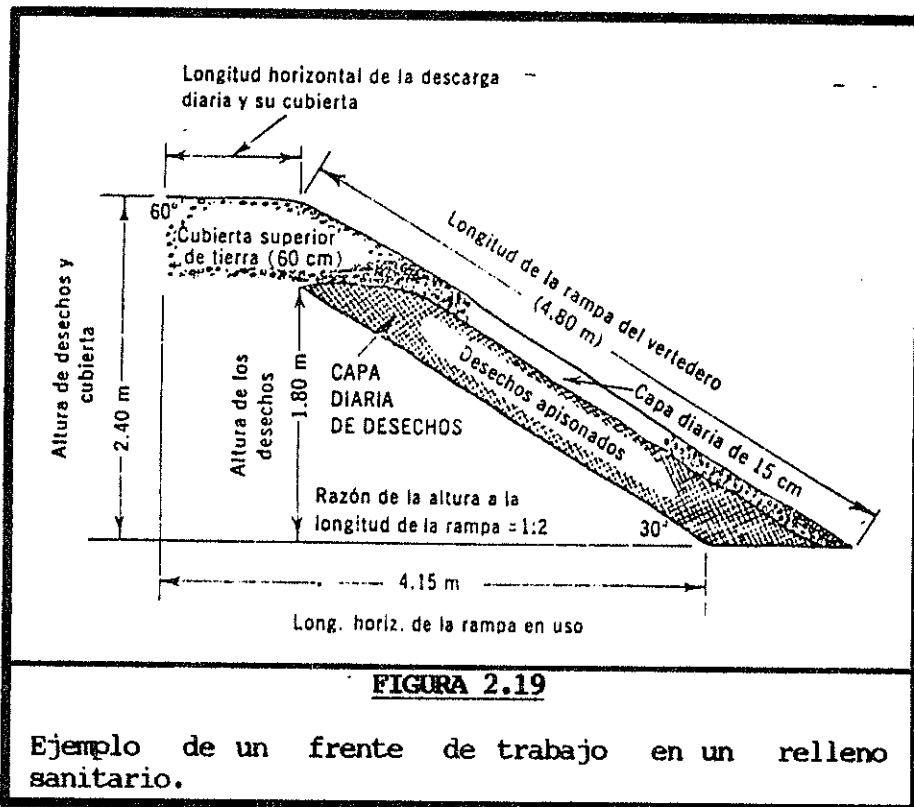 Longitud horizontal de la descarga
diaria y su cubierta
60°
Cubierta superior
de tierra (60 cm)
Longitud de la rampa del vertedero
(4.80 m)
Altura de desechos y
cubierta
2.40 m
Altura de los
desechos
1.80 m
CAPA
DIARIA
DE DESECHOS
Desechos apisonados
Capa diaria de 15 cm
Razón de la altura a la
longitud de la rampa = 1:2
30°
4.15 m
Long. horiz. de la rampa en uso
FIGURA 2.19
Ejemplo de un frente de trabajo en un relleno
sanitario.